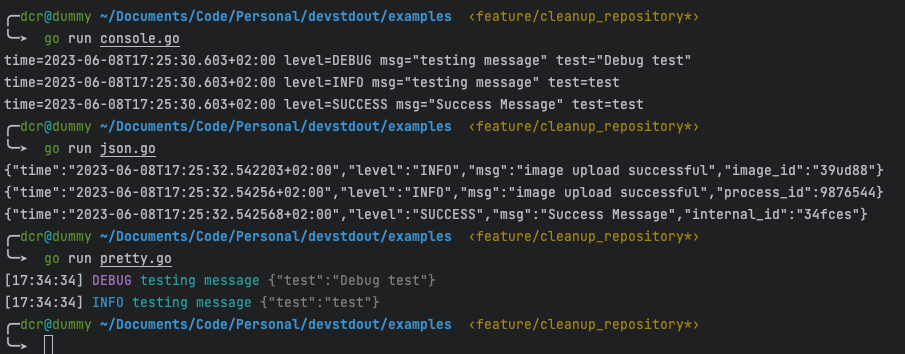 ╭─dcr@dummy ~/Documents/Code/Personal/devstdout/examples ‹feature/cleanup_repository*›
╰─➤ go run console.go
time=2023-06-08T17:25:30.603+02:00 level=DEBUG msg="testing message" test="Debug test"
time=2023-06-08T17:25:30.603+02:00 level=INFO msg="testing message" test=test
time=2023-06-08T17:25:30.603+02:00 level=SUCCESS msg="Success Message" test=test
╭─dcr@dummy ~/Documents/Code/Personal/devstdout/examples ‹feature/cleanup_repository*›
╰─➤ go run json.go
{"time":"2023-06-08T17:25:32.542203+02:00","level":"INFO","msg":"image upload successful","image_id":"39ud88"}
{"time":"2023-06-08T17:25:32.54256+02:00","level":"INFO","msg":"image upload successful","process_id":9876544}
{"time":"2023-06-08T17:25:32.542568+02:00","level":"SUCCESS","msg":"Success Message","internal_id":"34fces"}
╭─dcr@dummy ~/Documents/Code/Personal/devstdout/examples ‹feature/cleanup_repository*›
╰─➤ go run pretty.go
[17:34:34] DEBUG testing message {"test":"Debug test"}
[17:34:34] INFO testing message {"test":"test"}
╭─dcr@dummy ~/Documents/Code/Personal/devstdout/examples ‹feature/cleanup_repository*›
╰─➤